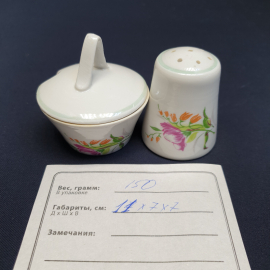 Вес, грамм: 150
В упаковке
Габариты, см: 11 x 7 x 7
Д х Ш х В
Замечания: